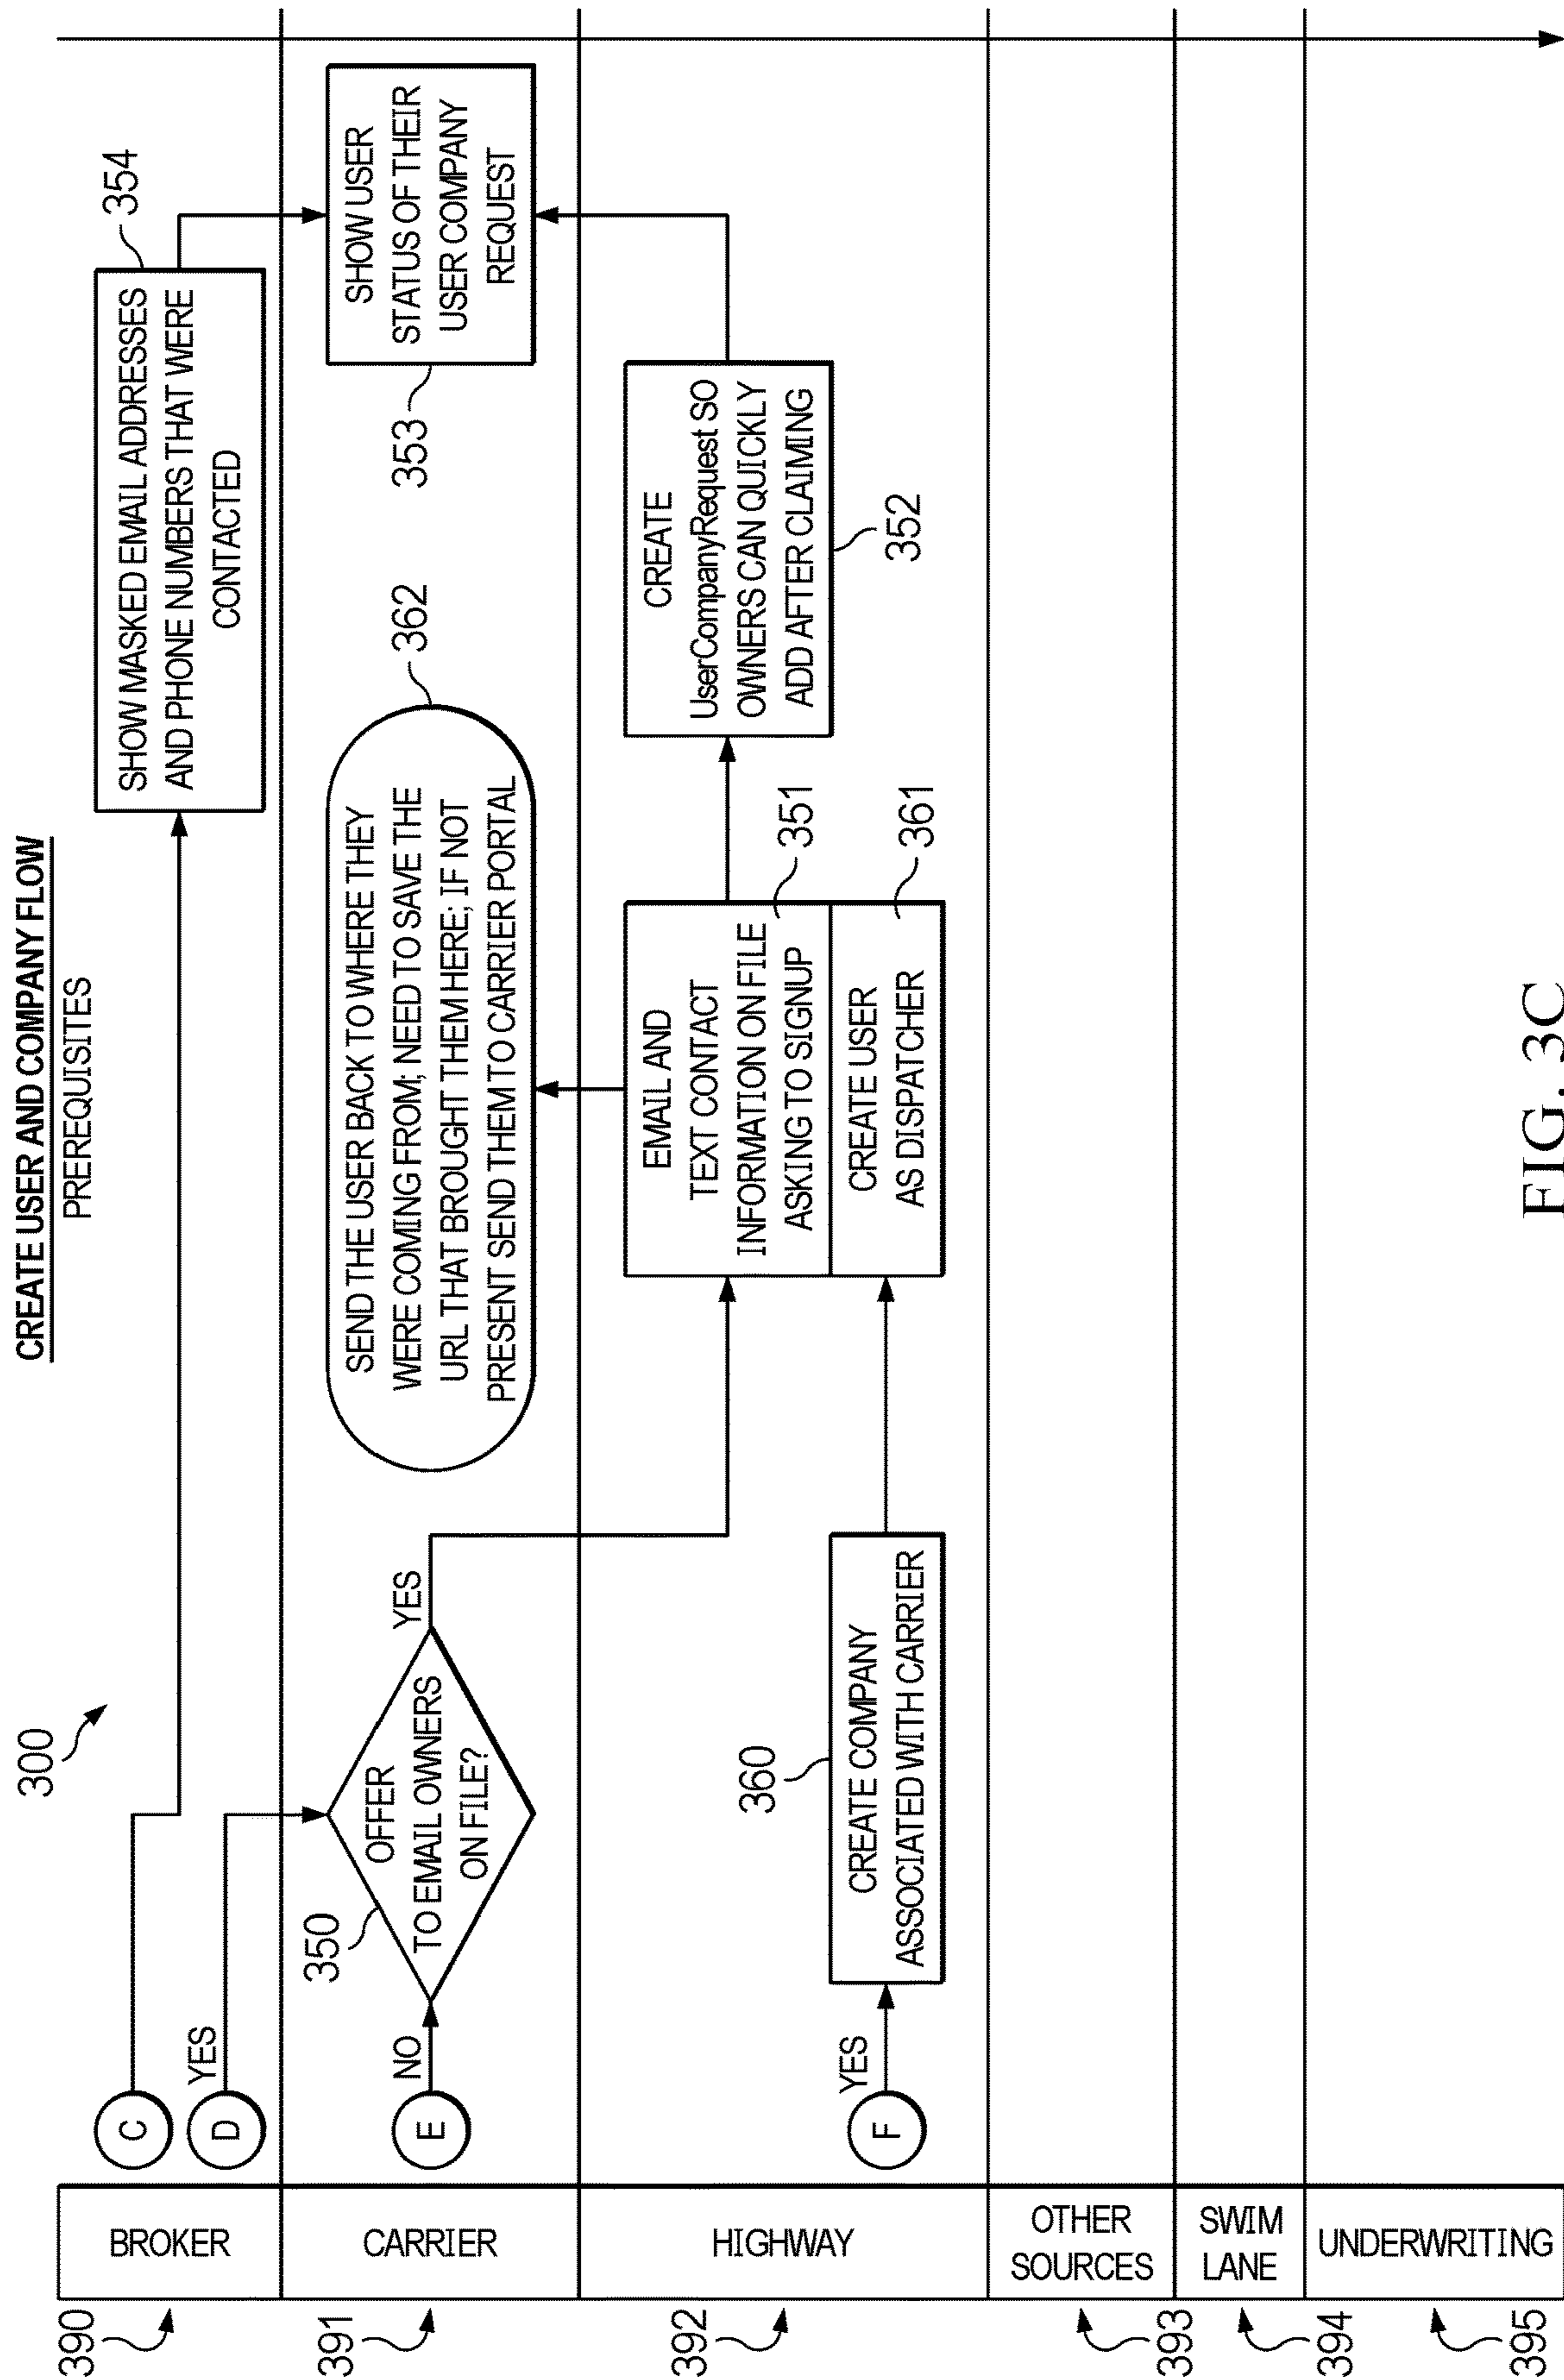 CREATE USER AND COMPANY FLOW
PREREQUISITES
300
390
BROKER
C
D
YES
SHOW MASKED EMAIL ADDRESSES
AND PHONE NUMBERS THAT WERE
CONTACTED
354
391
CARRIER
E
NO
350
OFFER
TO EMAIL OWNERS
ON FILE?
YES
SEND THE USER BACK TO WHERE THEY
WERE COMING FROM; NEED TO SAVE THE
URL THAT BROUGHT THEM HERE; IF NOT
PRESENT SEND THEM TO CARRIER PORTAL
362
353
SHOW USER
STATUS OF THEIR
USER COMPANY
REQUEST
392
HIGHWAY
F
YES
360
CREATE COMPANY
ASSOCIATED WITH CARRIER
EMAIL AND
TEXT CONTACT
INFORMATION ON FILE
ASKING TO SIGNUP
351
CREATE USER
AS DISPATCHER
361
CREATE
UserCompanyRequest SO
OWNERS CAN QUICKLY
ADD AFTER CLAIMING
352
393
OTHER
SOURCES
394
SWIM
LANE
395
UNDERWRITING
FIG. 3C